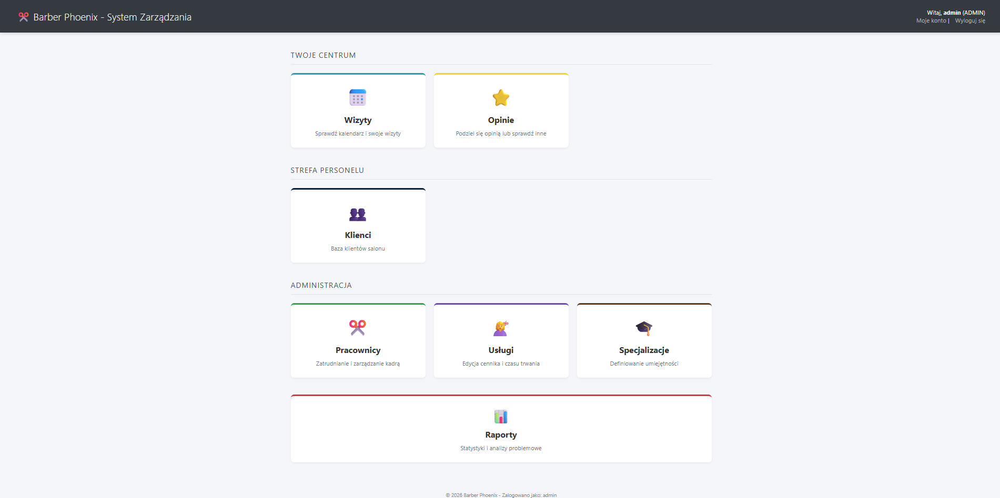 Barber Phoenix - System Zarządzania
Witaj, admin (ADMIN)
Moje konto | Wyloguj się
TWOJE CENTRUM
Wizyty
Sprawdź kalendarz i swoje wizyty
Opinie
Podziel się opinią lub sprawdź inne
STREFA PERSONELU
Klienci
Baza klientów salonu
ADMINISTRACJA
Pracownicy
Zatrudnianie i zarządzanie kadrą
Usługi
Edycja cennika i czasu trwania
Specjalizacje
Definiowanie umiejętności
Raporty
Statystyki i analizy problemowe
© 2026 Barber Phoenix - Zalogowano jako: admin